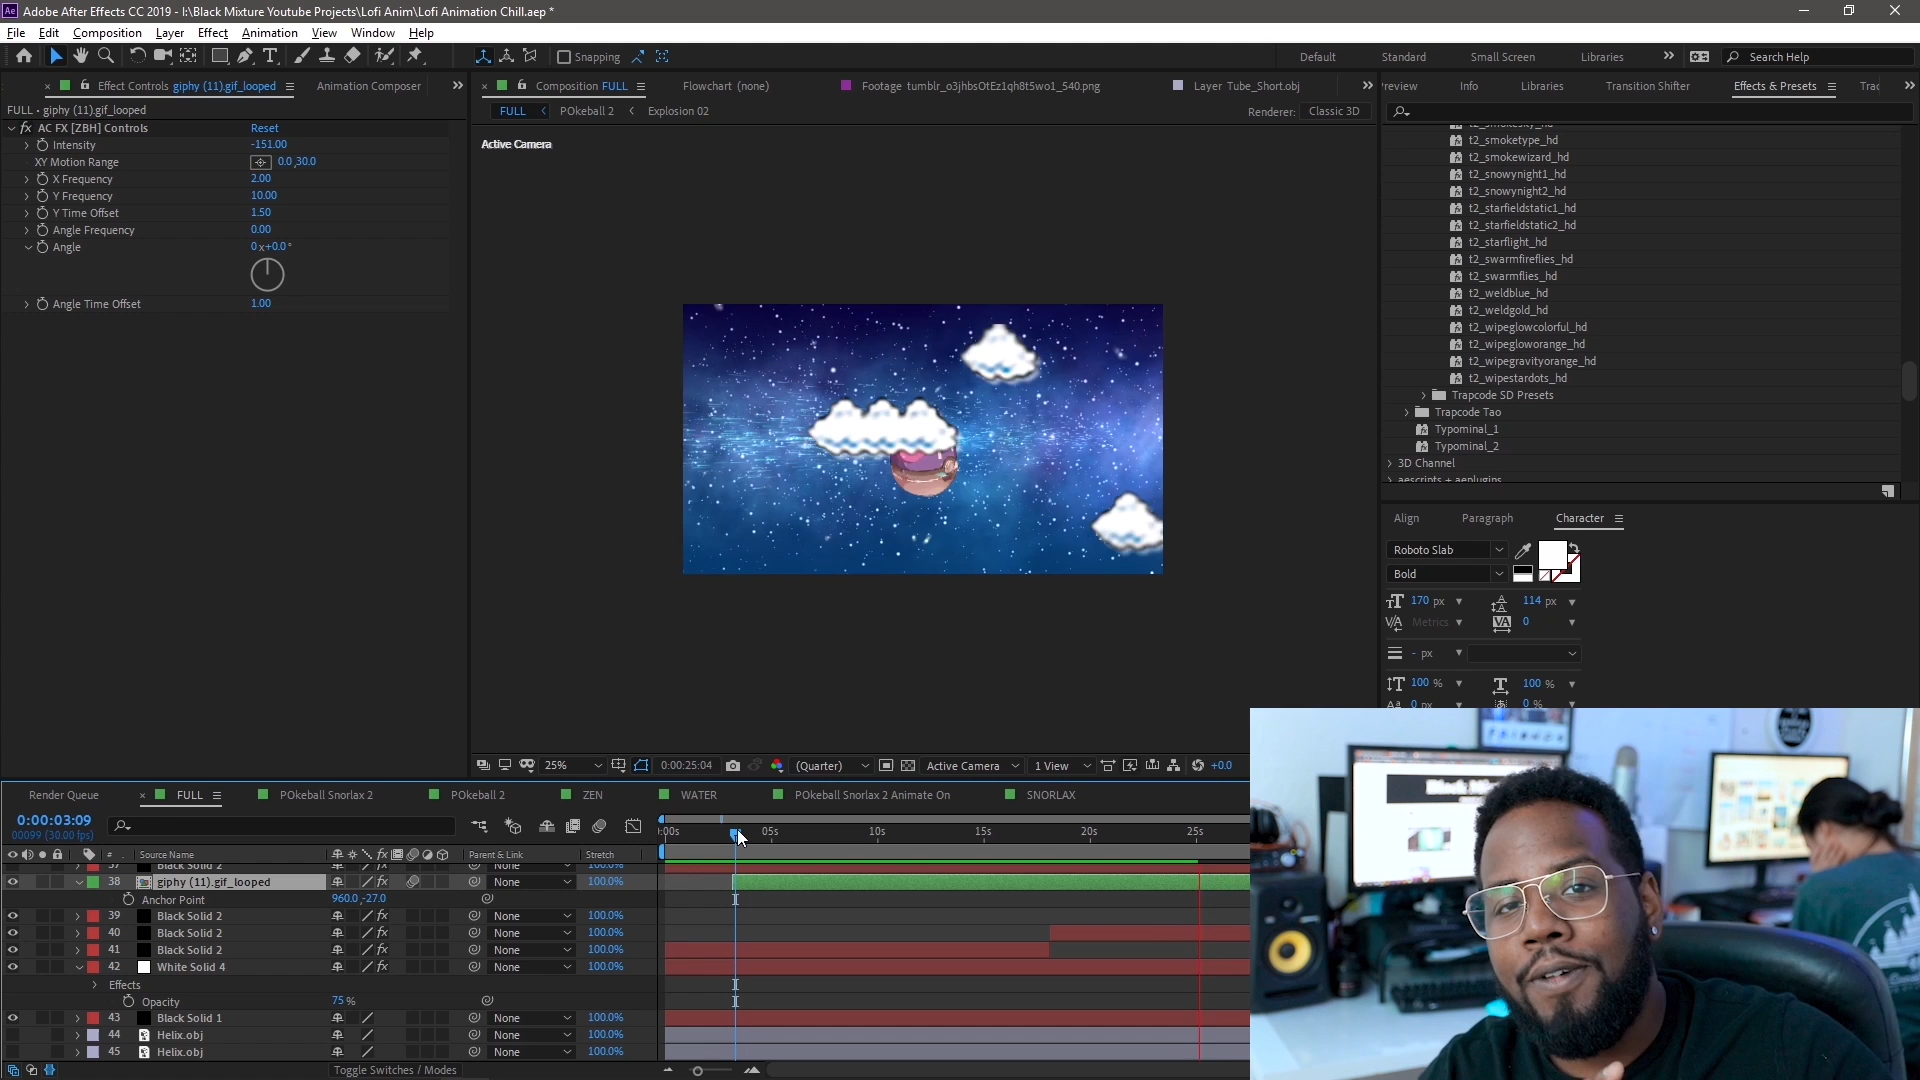 Adobe After Effects CC 2019 - I:\Black Mixture Youtube Projects\Lofi Anim\Lofi Animation Chill.aep *
File Edit Composition Layer Effect Animation View Window Help
Snapping
Default Standard Small Screen Libraries Search Help
Effect Controls giphy (11).gif_looped Animation Composer
Composition FULL Flowchart (none) Footage tumblr_o3jhbsOtEz1qh8t5wo1_540.png Layer Tube_Short.obj
review Info Libraries Transition Shifter Effects & Presets Trac
FULL • giphy (11).gif_looped
FULL POkeball 2 Explosion 02 Renderer: Classic 3D
AC FX [ZBH] Controls Reset
Intensity -151.00
XY Motion Range 0.0,30.0
X Frequency 2.00
Y Frequency 10.00
Y Time Offset 1.50
Angle Frequency 0.00
Angle 0x+0.0°
Angle Time Offset 1.00
Active Camera
t2_smokesky_hd
t2_smoketype_hd
t2_smokewizard_hd
t2_snowynight1_hd
t2_snowynight2_hd
t2_starfieldstatic1_hd
t2_starfieldstatic2_hd
t2_starflight_hd
t2_swarmfireflies_hd
t2_swarmflies_hd
t2_weldblue_hd
t2_weldgold_hd
t2_wipeglowcolorful_hd
t2_wipegloworange_hd
t2_wipegravityorange_hd
t2_wipestardots_hd
Trapcode SD Presets
Trapcode Tao
Typominal_1
Typominal_2
3D Channel
aescripts + aeplugins
Align Paragraph Character
Roboto Slab
Bold
170 px 114 px
Metrics 0
- px
100 % 100 %
0 px 0 %
25% 0:00:25:04 (Quarter) Active Camera 1 View +0.0
Render Queue FULL POkeball Snorlax 2 POkeball 2 ZEN WATER POkeball Snorlax 2 Animate On SNORLAX
0:00:03:09
00099 (30.00 fps)
:00s 05s 10s 15s 20s 25s
# Source Name Parent & Link Stretch
37 Black Solid 2 None 100.0%
38 giphy (11).gif_looped None 100.0%
Anchor Point 960.0,-27.0
39 Black Solid 2 None 100.0%
40 Black Solid 2 None 100.0%
41 Black Solid 2 None 100.0%
42 White Solid 4 None 100.0%
Effects
Opacity 75 %
43 Black Solid 1 None 100.0%
44 Helix.obj None 100.0%
45 Helix.obj None 100.0%
Toggle Switches / Modes